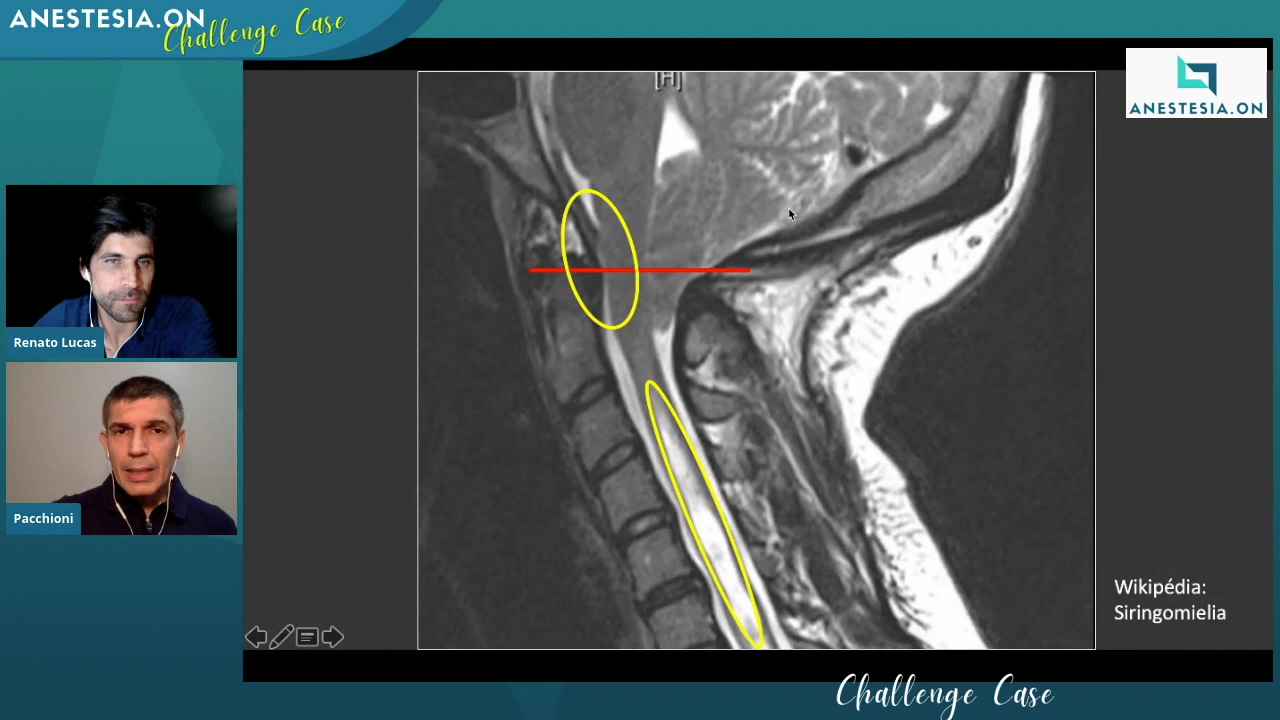 ANESTESIA.ON
Challenge Case
[H]
ANESTESIA.ON
Renato Lucas
Pacchioni
Wikipédia:
Siringomielia
Challenge Case